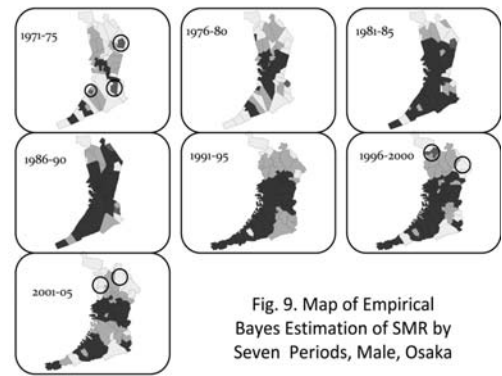 1971-75
1976-80
1981-85
1986-90
1991-95
1996-2000
2001-05
Fig. 9. Map of Empirical
Bayes Estimation of SMR by
Seven Periods, Male, Osaka